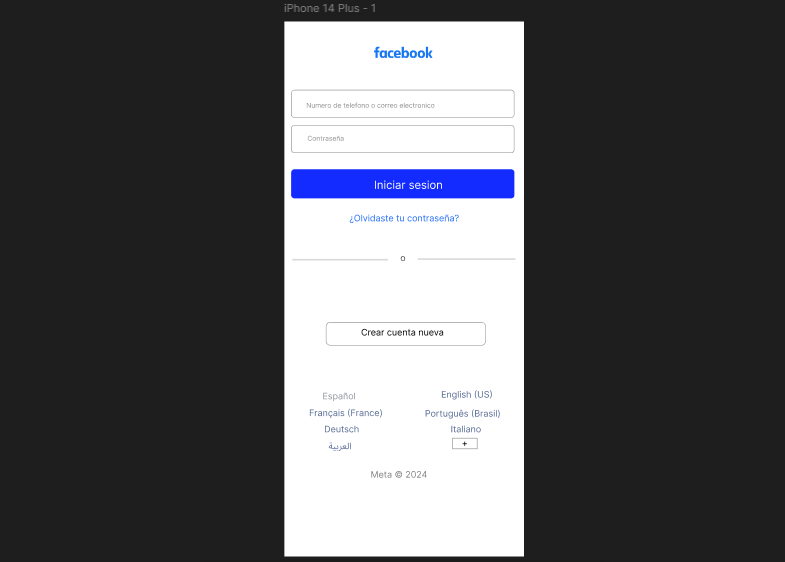 iPhone 14 Plus - 1
facebook
Numero de telefono o correo electronico
Contraseña
Iniciar sesion
¿Olvidaste tu contraseña?
o
Crear cuenta nueva
Español
English (US)
Français (France)
Português (Brasil)
Deutsch
Italiano
العربية
+
Meta © 2024